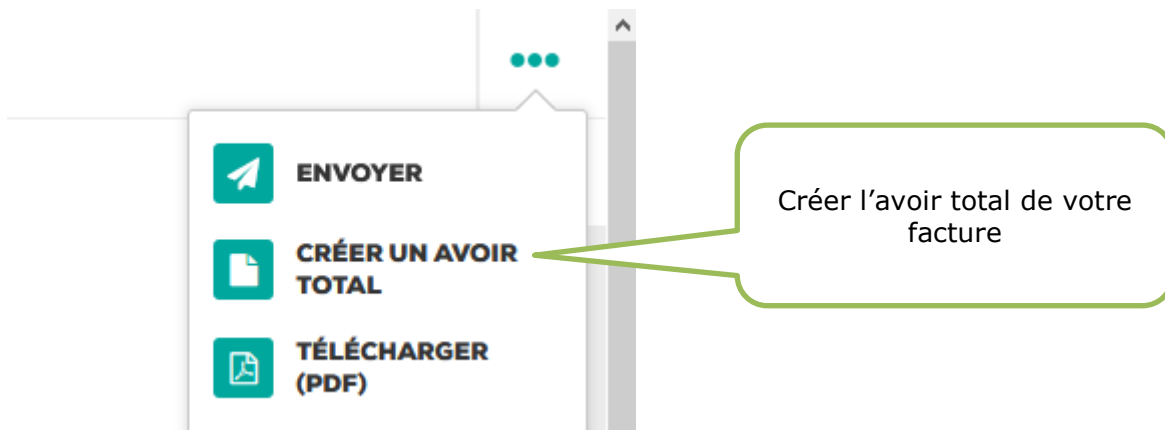 ENVOYER
CRÉER UN AVOIR
TOTAL
TÉLÉCHARGER
(PDF)
Créer l’avoir total de votre
facture